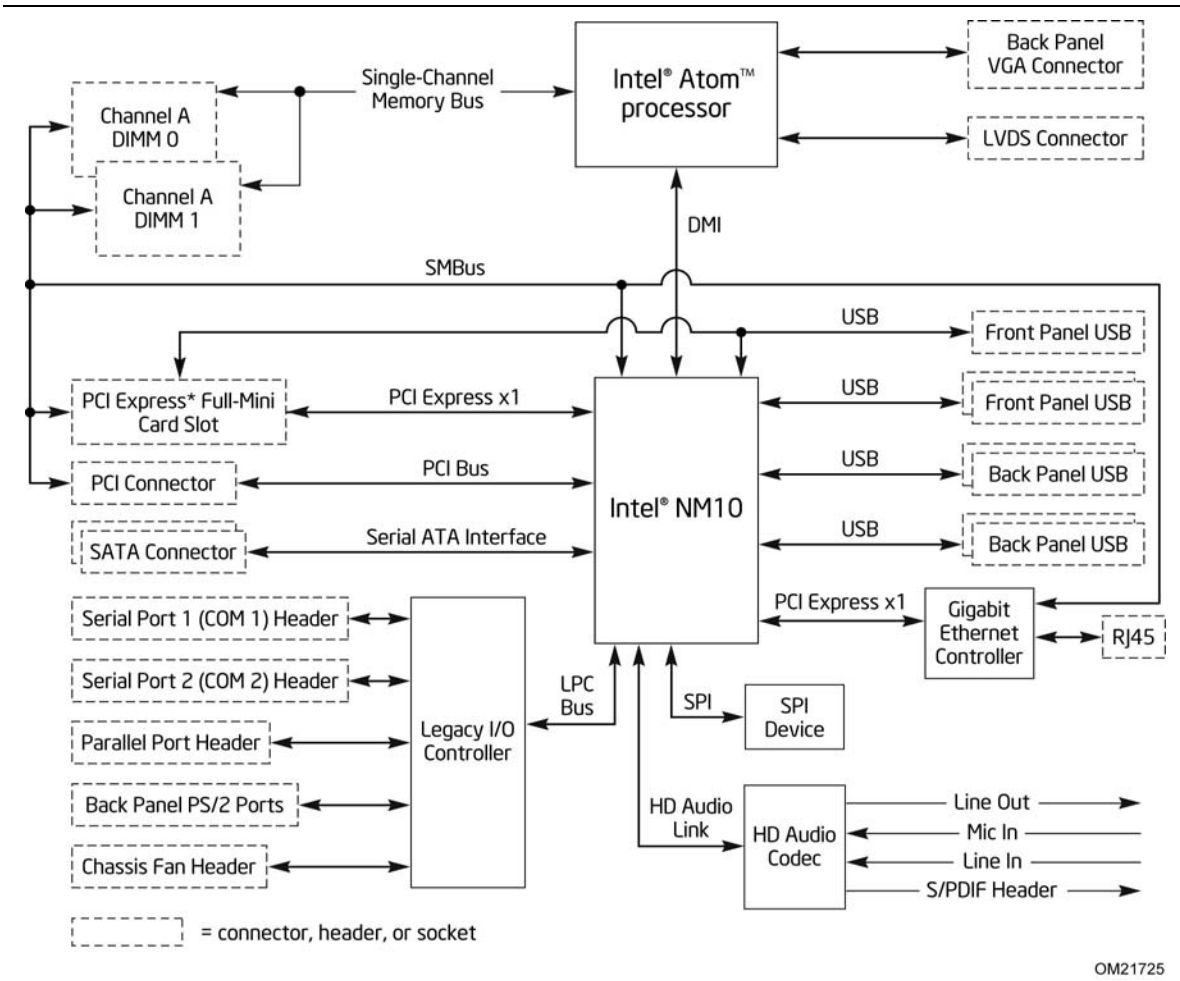 Single-Channel
Memory Bus
Intel® Atom™
processor
Back Panel
VGA Connector
LVDS Connector
Channel A
DIMM 0
Channel A
DIMM 1
DMI
SMBus
USB
Front Panel USB
PCI Express* Full-Mini
Card Slot
PCI Express x1
USB
Front Panel USB
PCI Connector
PCI Bus
Intel® NM10
USB
Back Panel USB
SATA Connector
Serial ATA Interface
USB
Back Panel USB
Serial Port 1 (COM 1) Header
PCI Express x1
Gigabit
Ethernet
Controller
RJ45
Serial Port 2 (COM 2) Header
Parallel Port Header
Back Panel PS/2 Ports
Chassis Fan Header
Legacy I/O
Controller
LPC
Bus
SPI
SPI
Device
HD Audio
Link
HD Audio
Codec
Line Out
Mic In
Line In
S/PDIF Header
= connector, header, or socket
OM21725